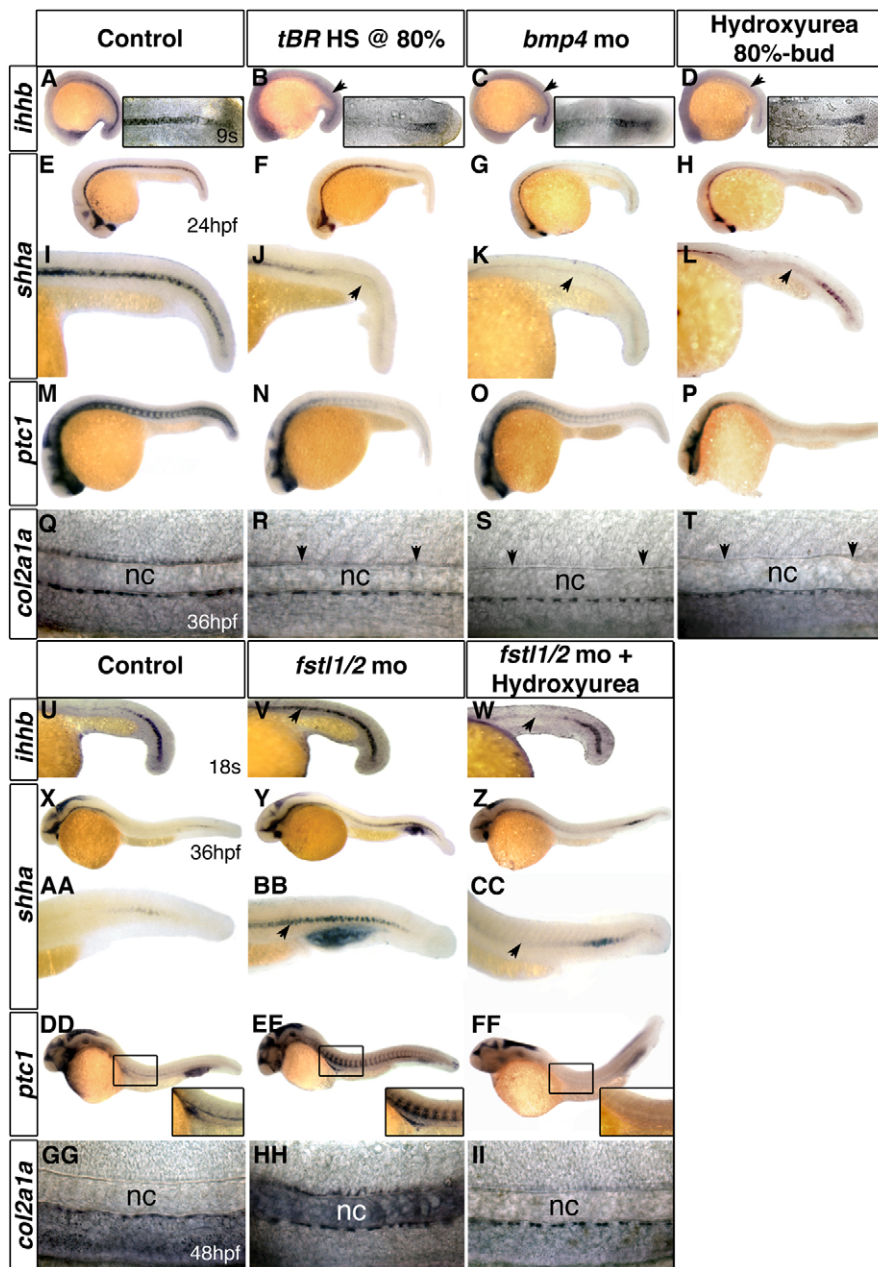 Control
tBR HS @ 80%
bmp4 mo
Hydroxyurea
80%-bud
ihhb
A
9s
B
C
D
shha
E
24hpf
F
G
H
I
J
K
L
ptc1
M
N
O
P
col2a1a
Q
nc
36hpf
R
nc
S
nc
T
nc
Control
fstl1/2 mo
fstl1/2 mo +
Hydroxyurea
ihhb
U
18s
V
W
shha
X
36hpf
Y
Z
AA
BB
CC
ptc1
DD
EE
FF
col2a1a
GG
nc
48hpf
HH
nc
II
nc